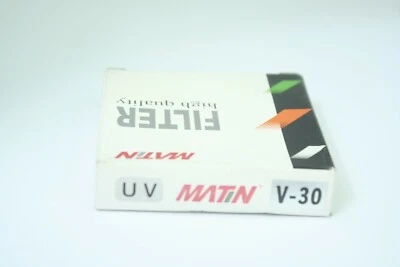 high quality
FILTER
MATIN
UV MATIN V-30